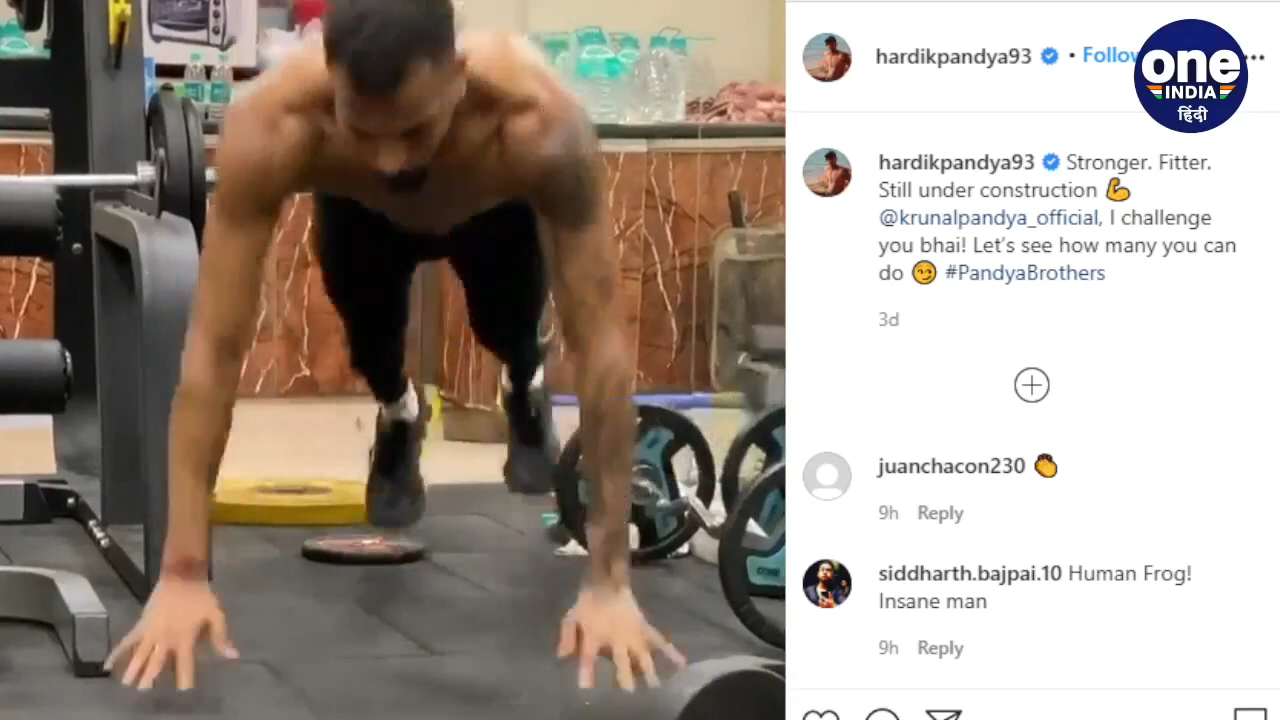 hardikpandya93 • Follow
one
INDIA
हिंदी
hardikpandya93 Stronger. Fitter.
Still under construction 💪
@krunalpandya_official, I challenge
you bhai! Let's see how many you can
do 😏 #PandyaBrothers
3d
juanchacon230 👏
9h Reply
siddharth.bajpai.10 Human Frog!
Insane man
9h Reply